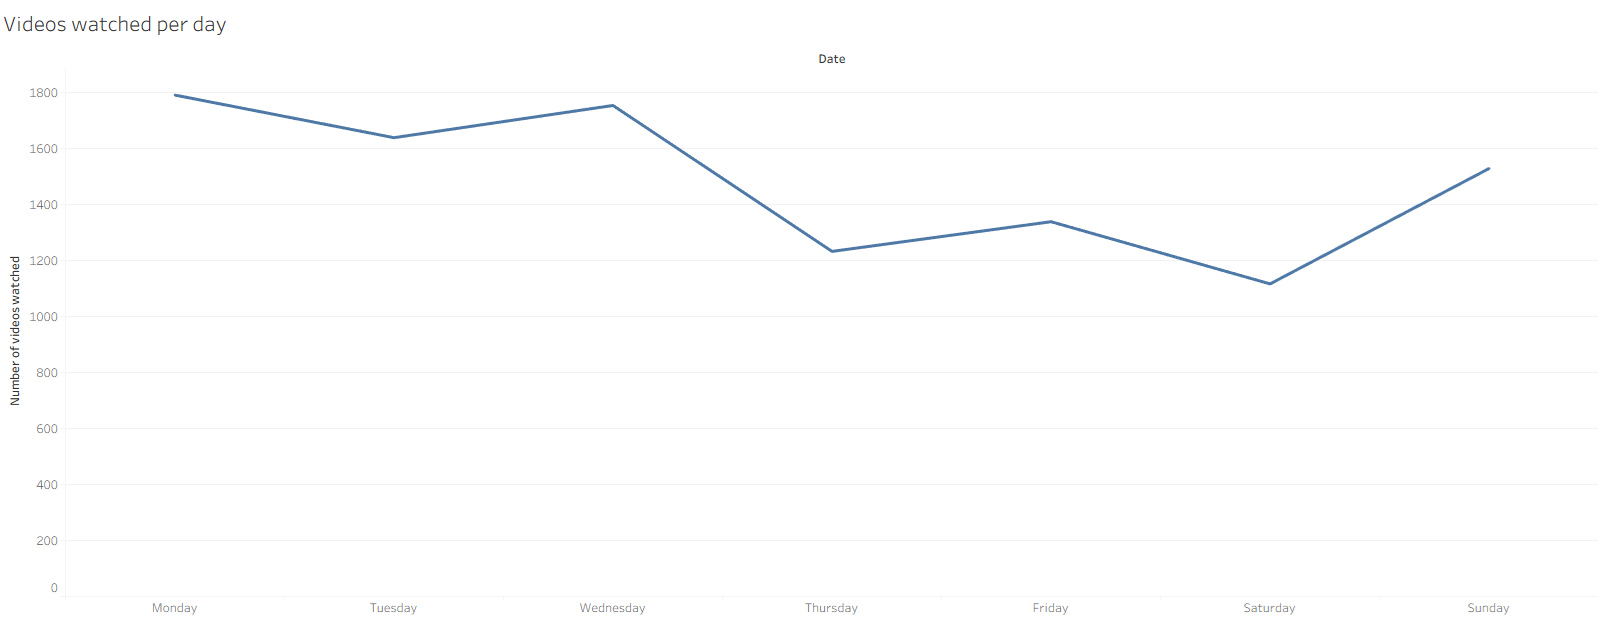 Videos watched per day
Date
Number of videos watched
1800
1600
1400
1200
1000
800
600
400
200
0
Monday Tuesday Wednesday Thursday Friday Saturday Sunday